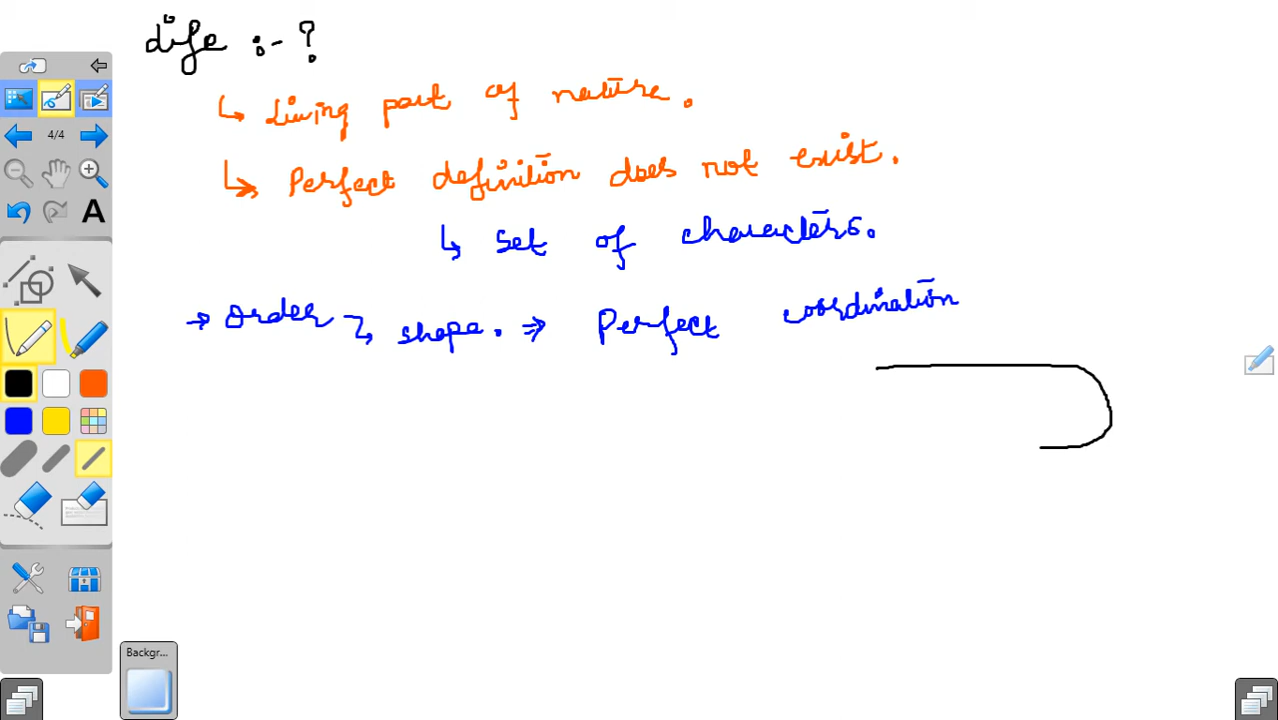 Life :- ?
↳ Living part of nature.
↳ Perfect definition does not exist.
↳ Set of characters.
→ Order ↴ shape. ⇒ Perfect coordination
4/4
A
Backgr...